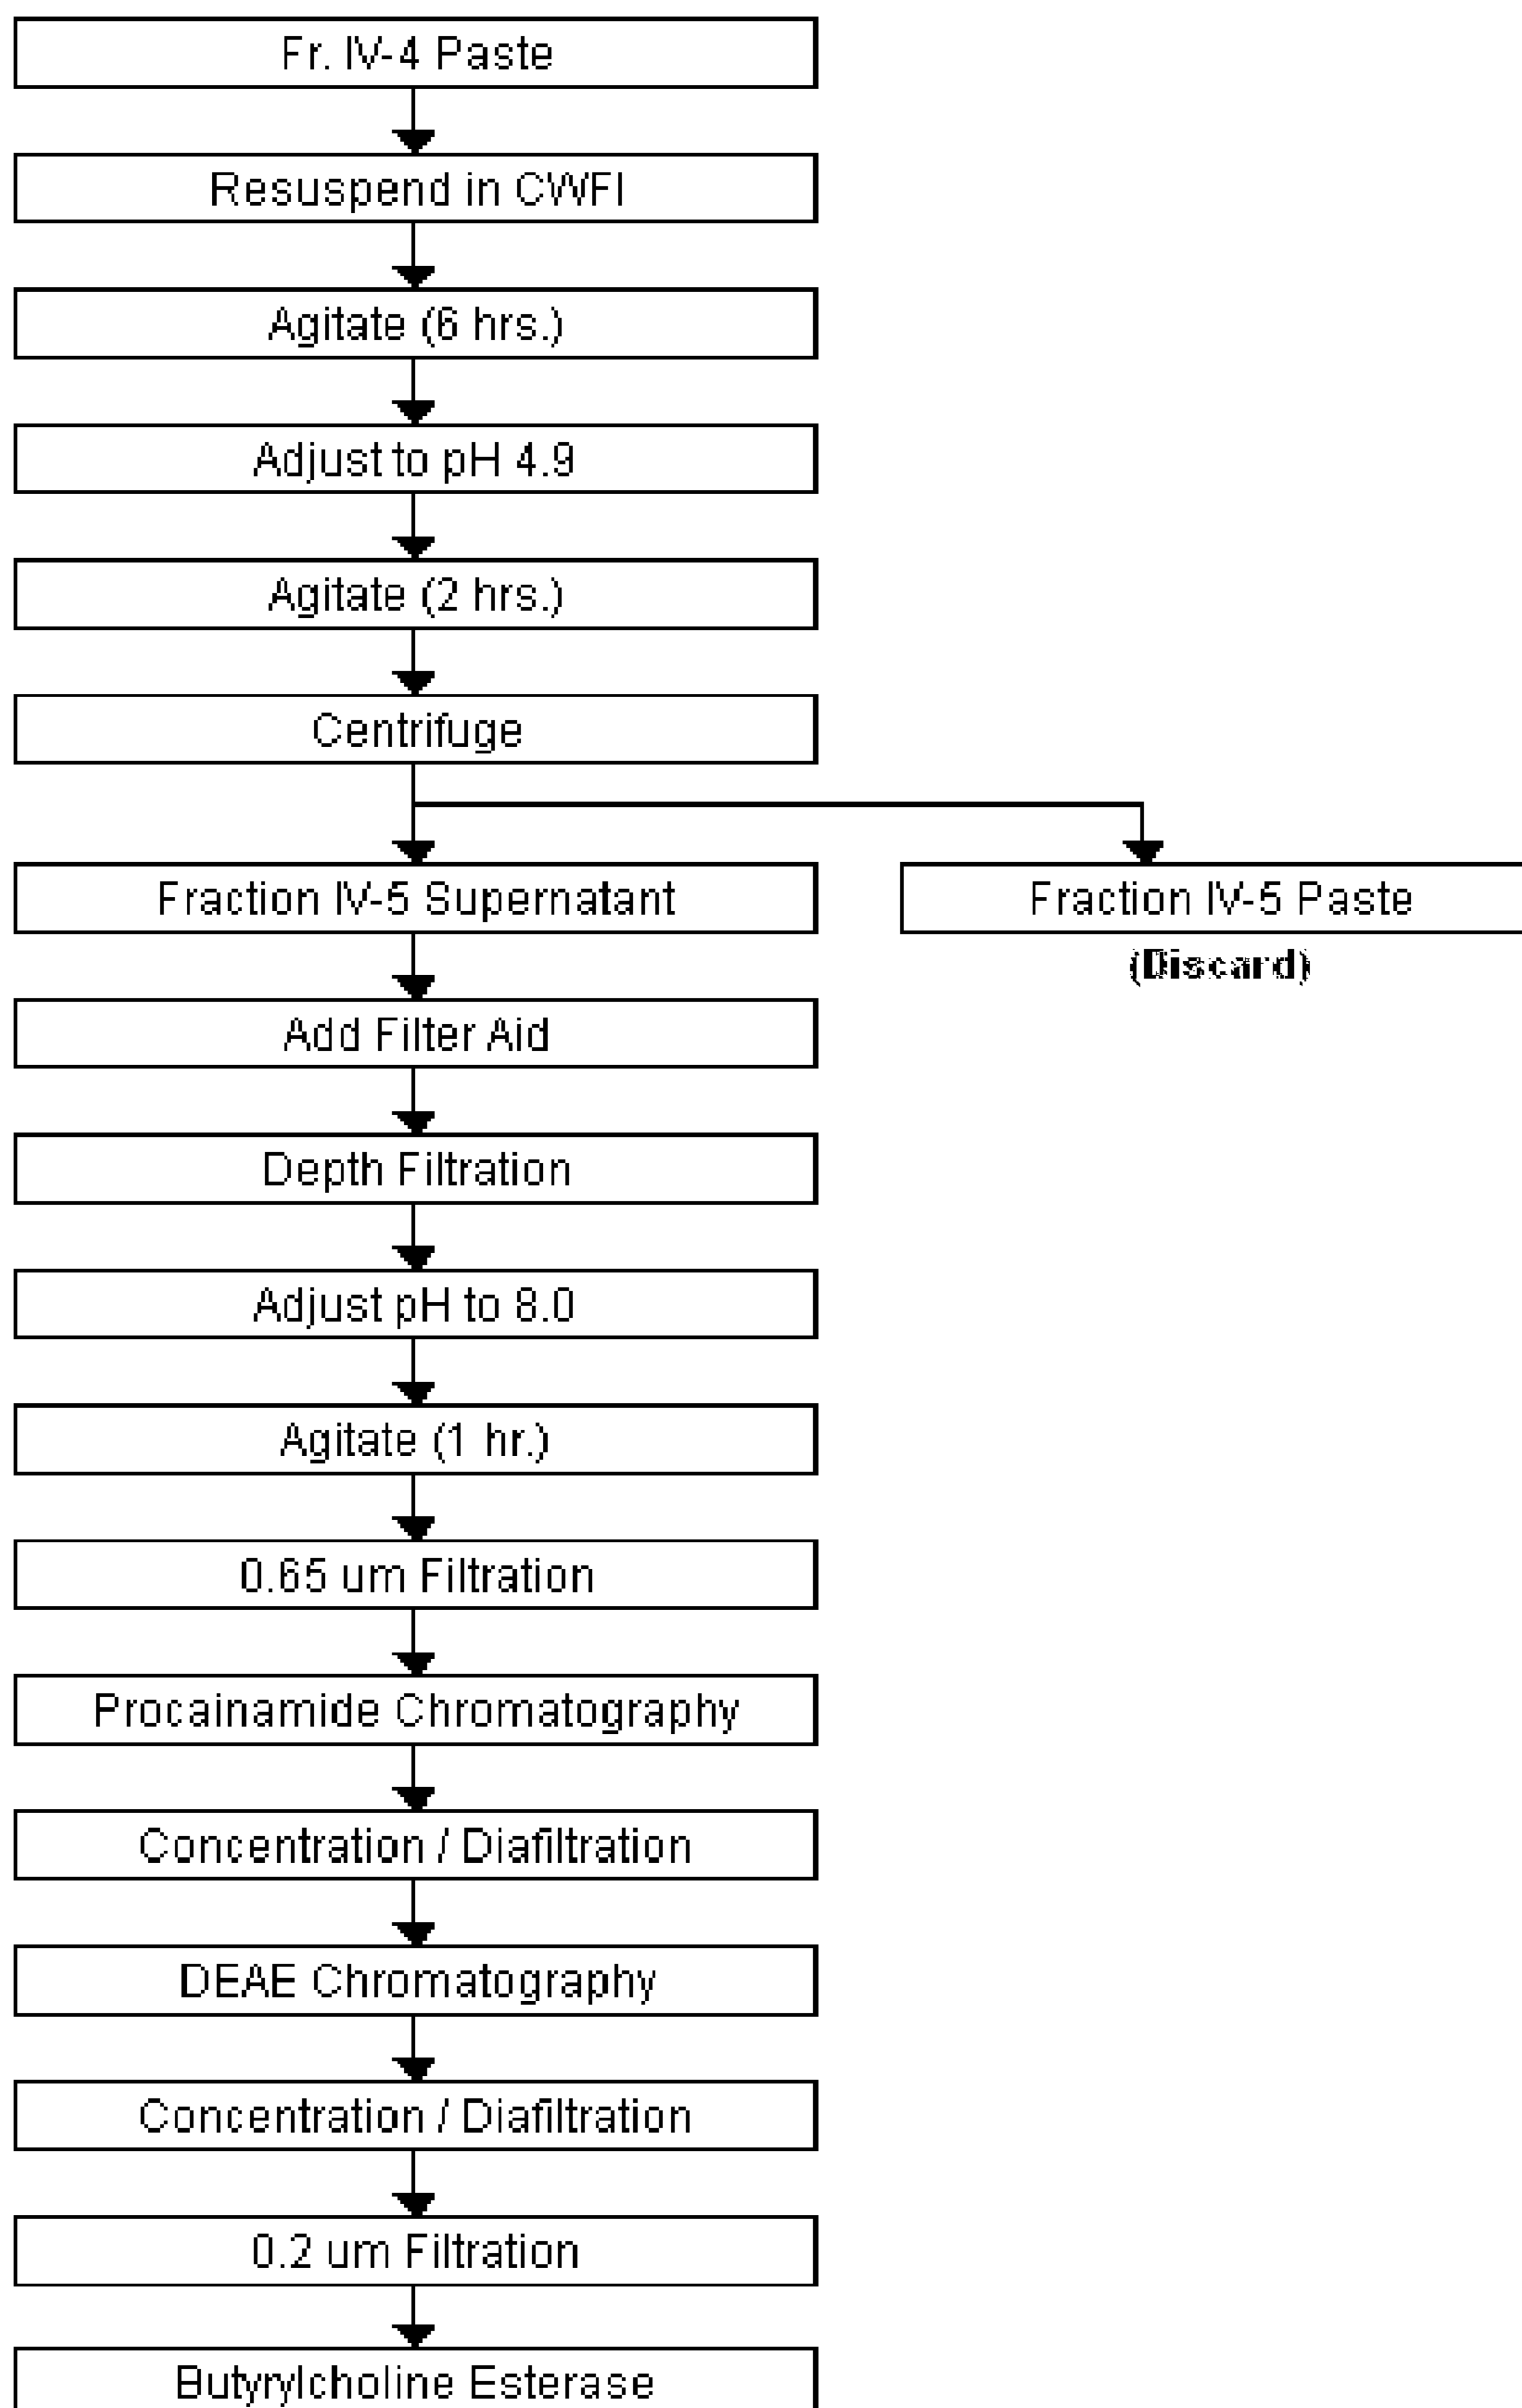 Fr. IV-4 Paste
Resuspend in CWFI
Agitate (6 hrs.)
Adjust to pH 4.9
Agitate (2 hrs.)
Centrifuge
Fraction IV-5 Supernatant
Fraction IV-5 Paste
(Discard)
Add Filter Aid
Depth Filtration
Adjust pH to 8.0
Agitate (1 hr.)
0.65 um Filtration
Procainamide Chromatography
Concentration / Diafiltration
DEAE Chromatography
Concentration / Diafiltration
0.2 um Filtration
Butyrylcholine Esterase